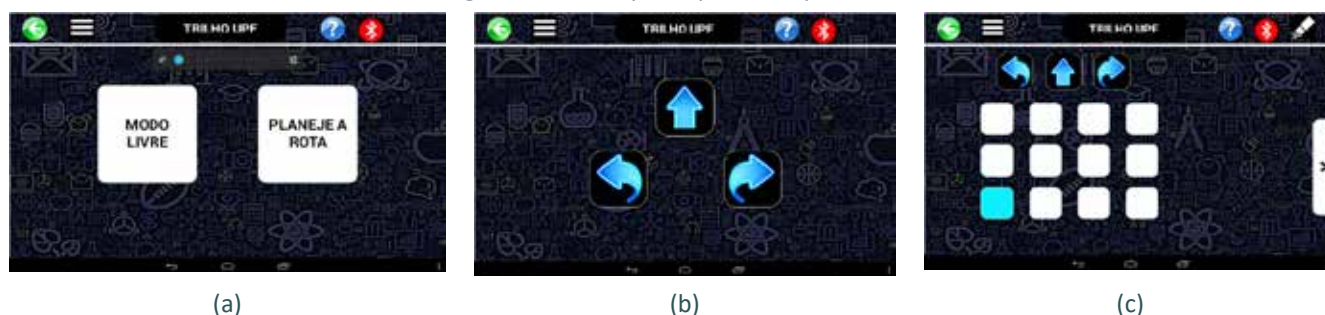 TRILHO UPF
TRILHO UPF
TRILHO UPF
MODO
LIVRE
PLANEJE A
ROTA
(a)
(b)
(c)